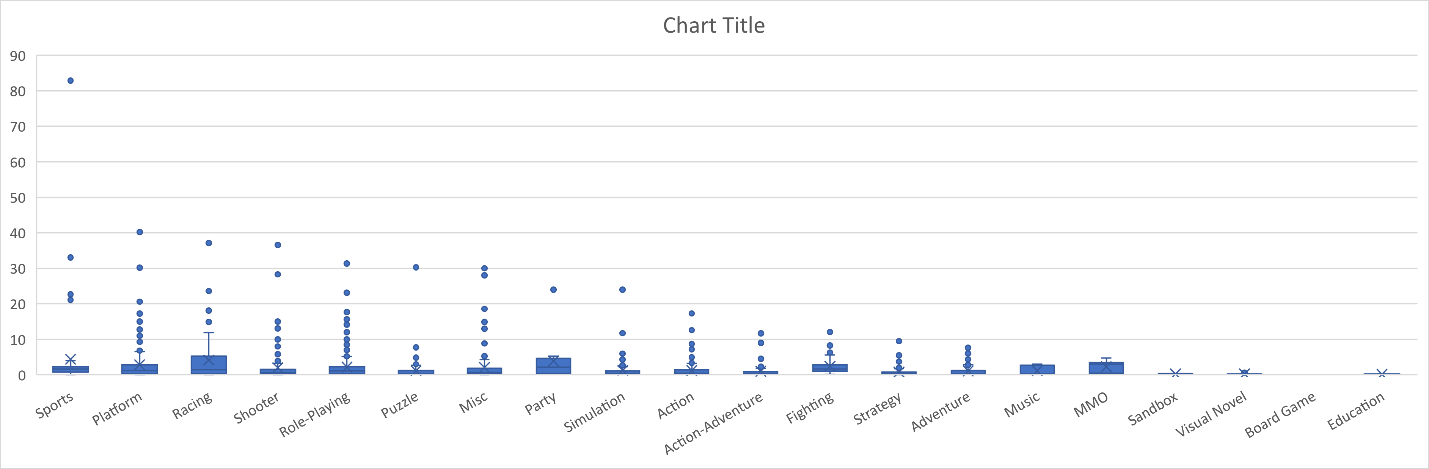 Chart Title
90
80
70
60
50
40
30
20
10
0
Sports
Platform
Racing
Shooter
Role-Playing
Puzzle
Misc
Party
Simulation
Action
Action-Adventure
Fighting
Strategy
Adventure
Music
MMO
Sandbox
Visual Novel
Board Game
Education